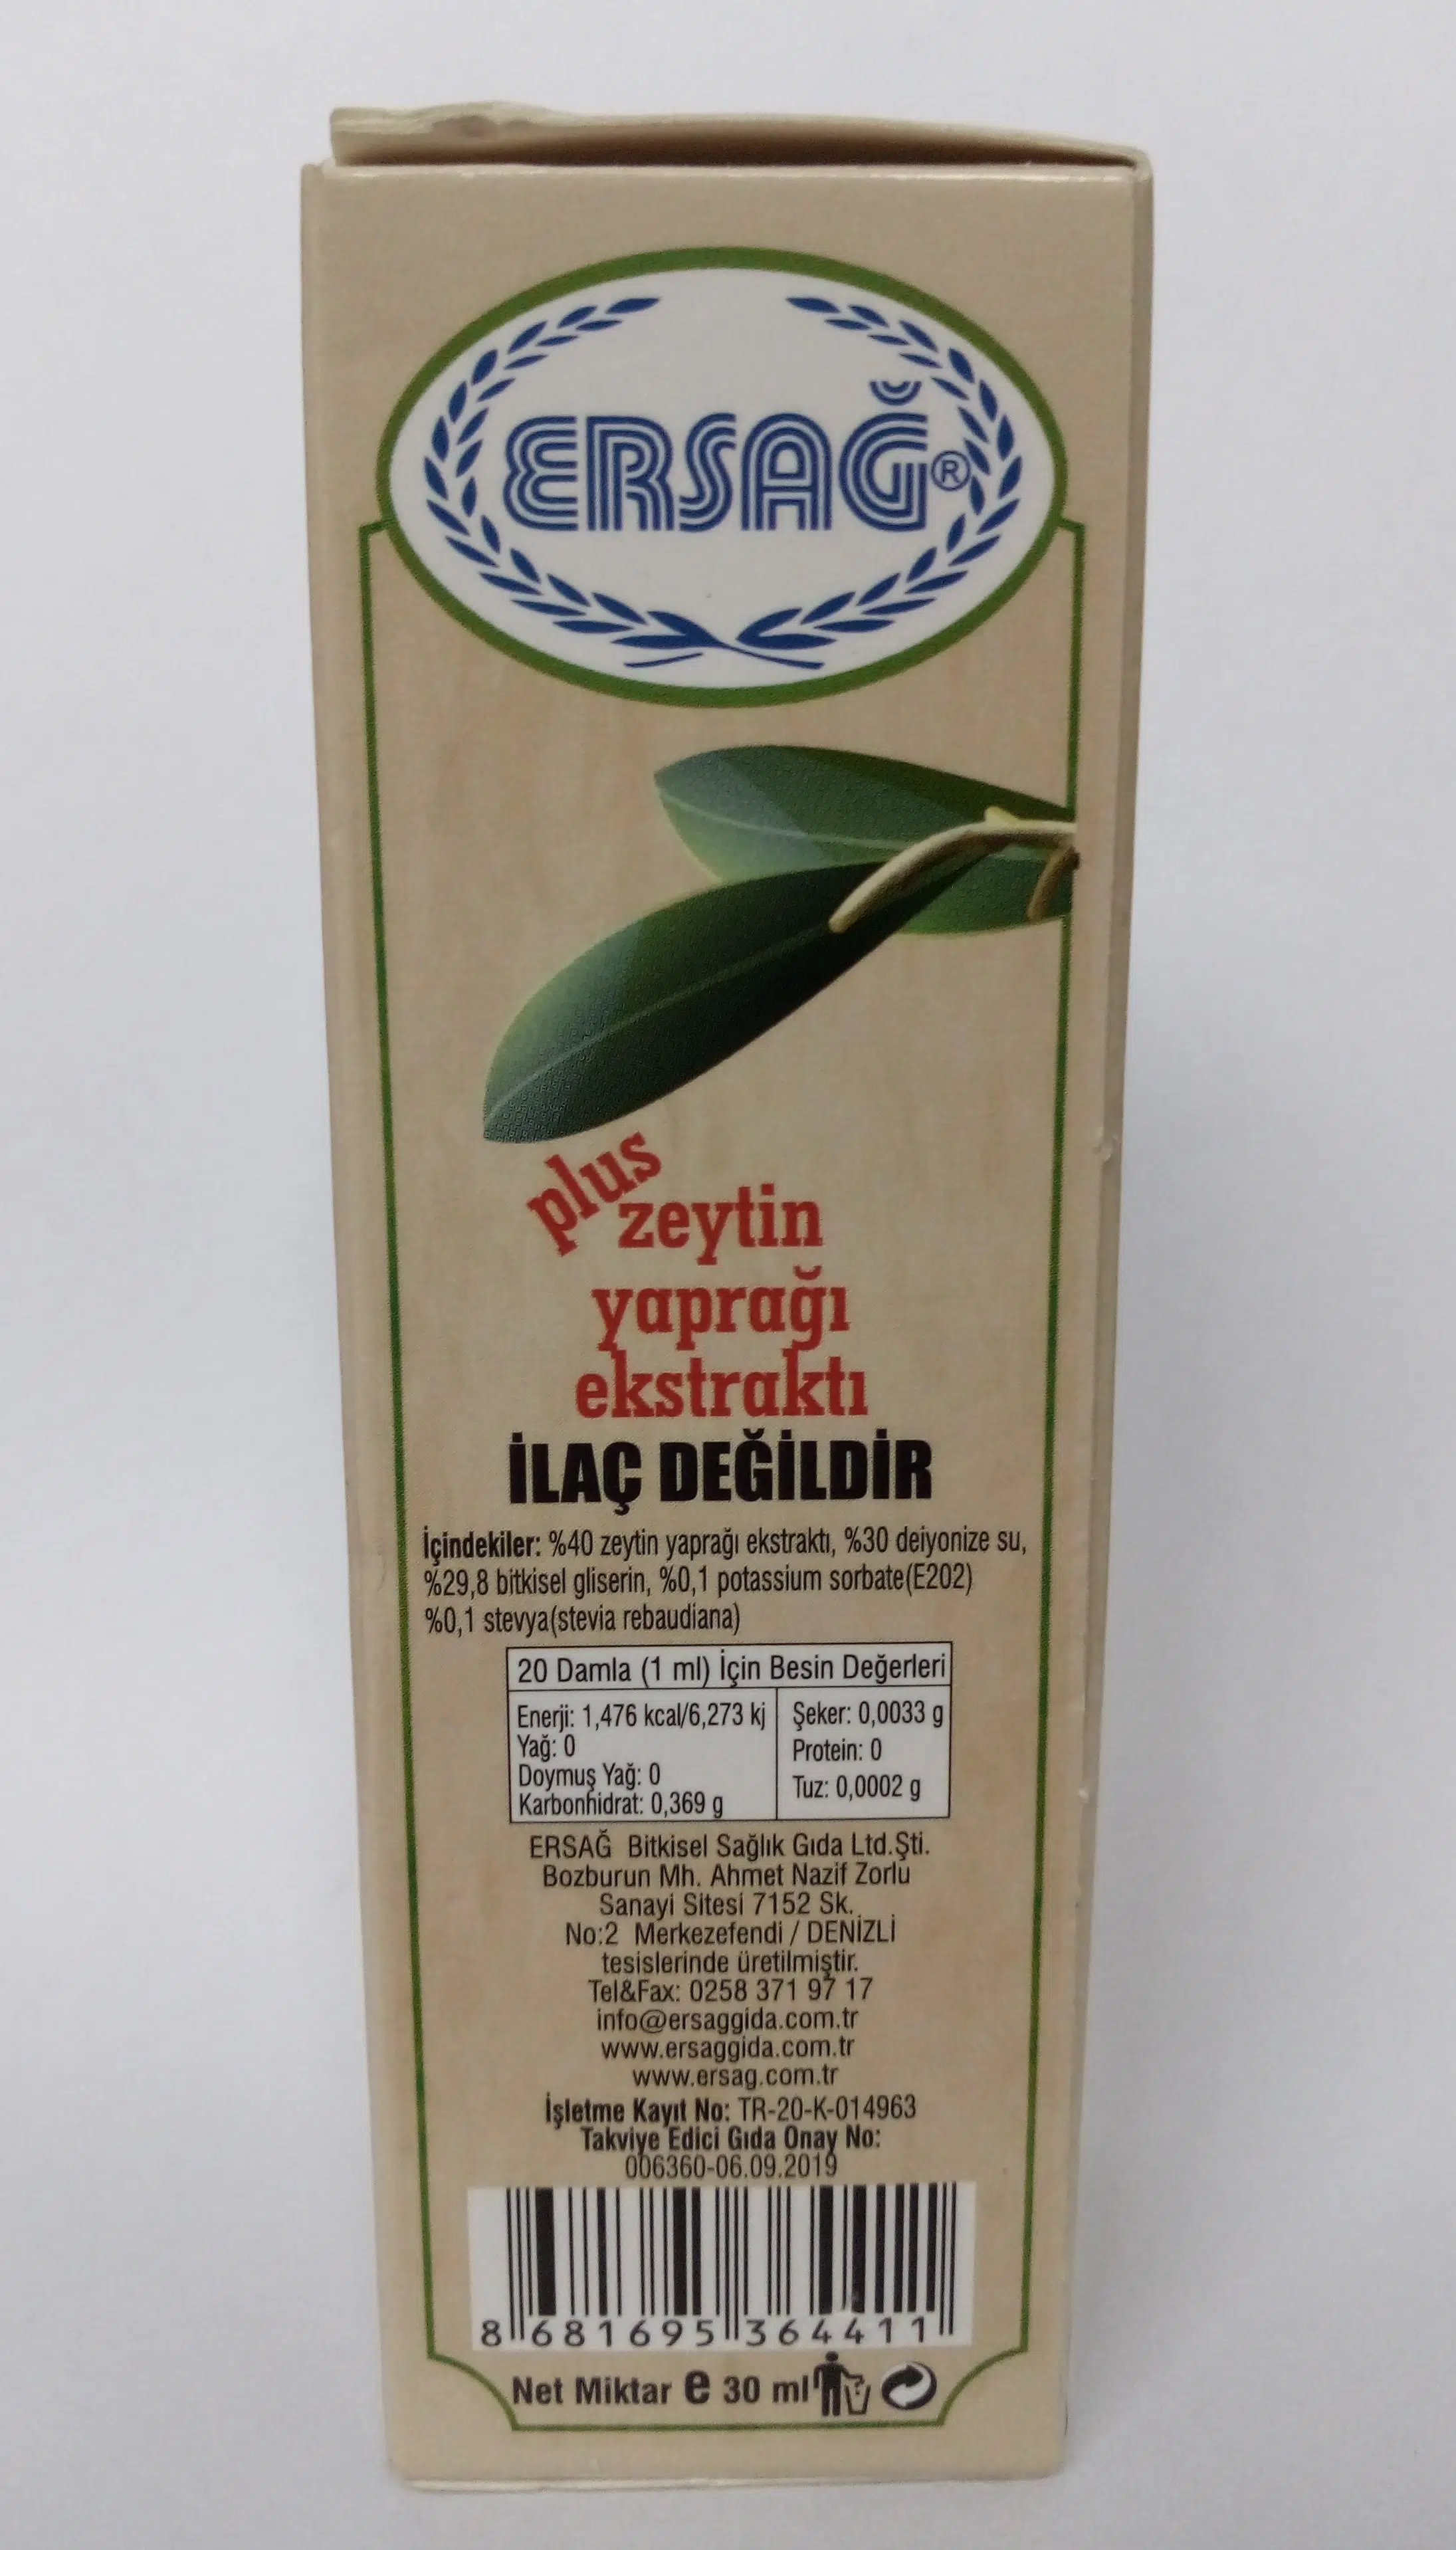 ERSAĞ®
plus
zeytin
yaprağı
ekstraktı
İLAÇ DEĞİLDİR
İçindekiler: %40 zeytin yaprağı ekstraktı, %30 deiyonize su,
%29,8 bitkisel gliserin, %0,1 potassium sorbate(E202)
%0,1 stevya(stevia rebaudiana)
20 Damla (1 ml) İçin Besin Değerleri
Enerji: 1,476 kcal/6,273 kj
Yağ: 0
Doymuş Yağ: 0
Karbonhidrat: 0,369 g
Şeker: 0,0033 g
Protein: 0
Tuz: 0,0002 g
ERSAĞ Bitkisel Sağlık Gıda Ltd.Şti.
Bozburun Mh. Ahmet Nazif Zorlu
Sanayi Sitesi 7152 Sk.
No:2 Merkezefendi / DENİZLİ
tesislerinde üretilmiştir.
Tel&Fax: 0258 371 97 17
info@ersaggida.com.tr
www.ersaggida.com.tr
www.ersag.com.tr
İşletme Kayıt No: TR-20-K-014963
Takviye Edici Gıda Onay No:
006360-06.09.2019
8 681695 364411
Net Miktar e 30 ml